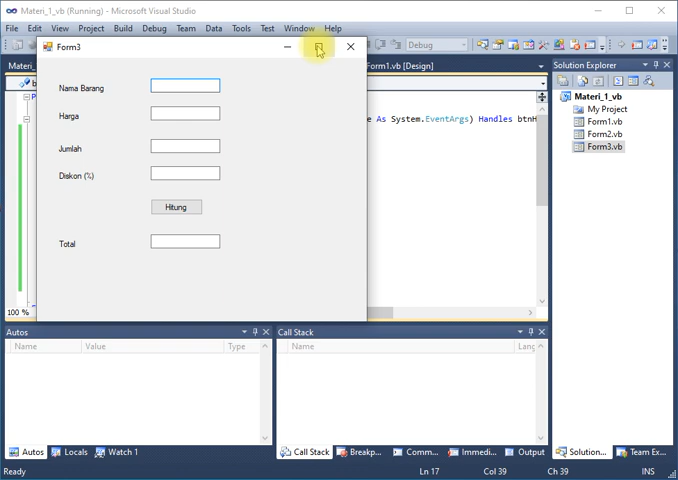 Materi_1_vb (Running) - Microsoft Visual Studio
File Edit View Project Build Debug Team Data Tools Test Window Help
Debug
Form3
Form1.vb [Design]
Solution Explorer
Nama Barang
Harga
e As System.EventArgs) Handles btnH
Jumlah
Diskon (%)
Hitung
Total
Materi_1_vb
My Project
Form1.vb
Form2.vb
Form3.vb
100 %
Autos
Name Value Type
Call Stack
Name Lang
Autos Locals Watch 1
Call Stack Breakp... Comm... Immedi... Output
Solution... Team Ex...
Ready Ln 17 Col 39 Ch 39 INS